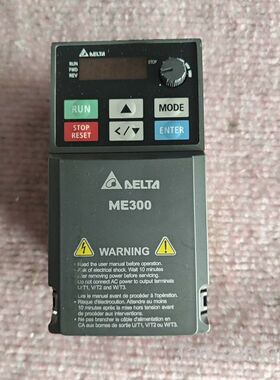 DELTA
RUN
FWD
REV
STOP
RUN
MODE
STOP
RESET
</▼
ENTER
DELTA
ME300
WARNING
Read the user manual before operation.
Risk of electrical shock. Wait 10 minutes
after removing power before servicing.
Do not connect AC power to output terminals
U/T1, V/T2 and W/T3.
Lire le manuel avant de procéder à l'opération.
Risque d'électrocution. Attendre au moins
10 minutes après la mise hors tension avant
de procéder à l'entretien.
Ne pas brancher le câble d'alimentation en
CA aux bornes de sortie U/T1, V/T2 ou W/T3.